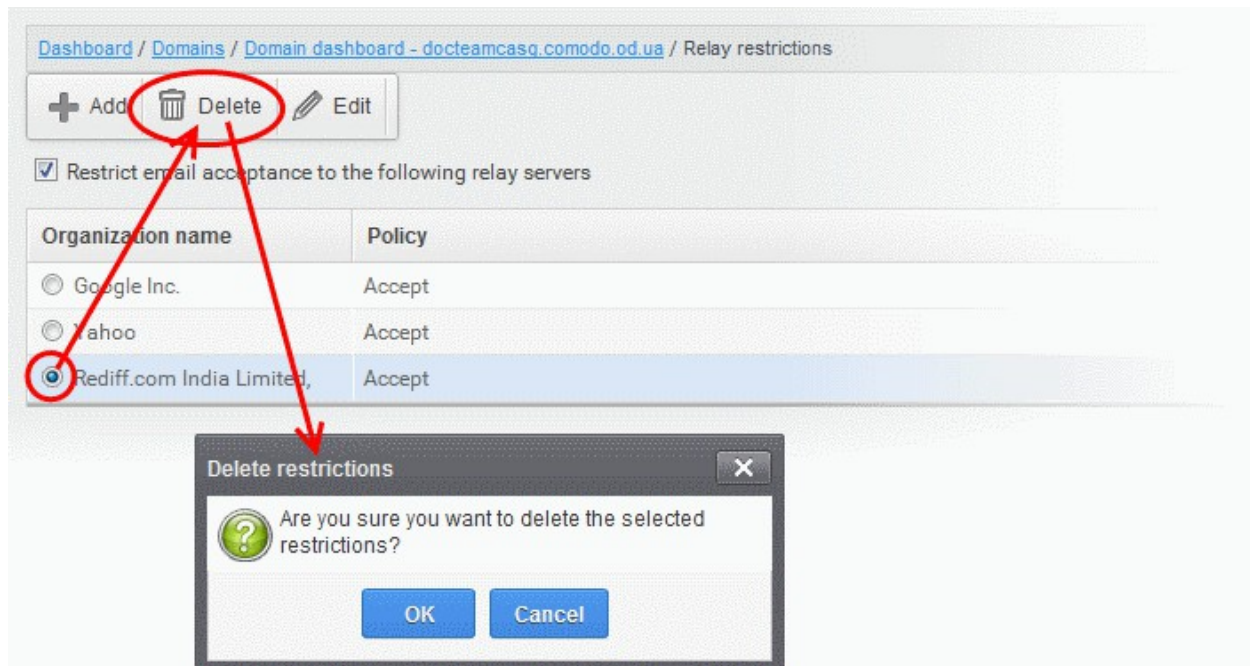 Dashboard / Domains / Domain dashboard - docteamcasg.comodo.od.ua / Relay restrictions
Add Delete Edit
Restrict email acceptance to the following relay servers
Organization name Policy
Google Inc. Accept
Yahoo Accept
Rediff.com India Limited, Accept
Delete restrictions
Are you sure you want to delete the selected
restrictions?
OK Cancel